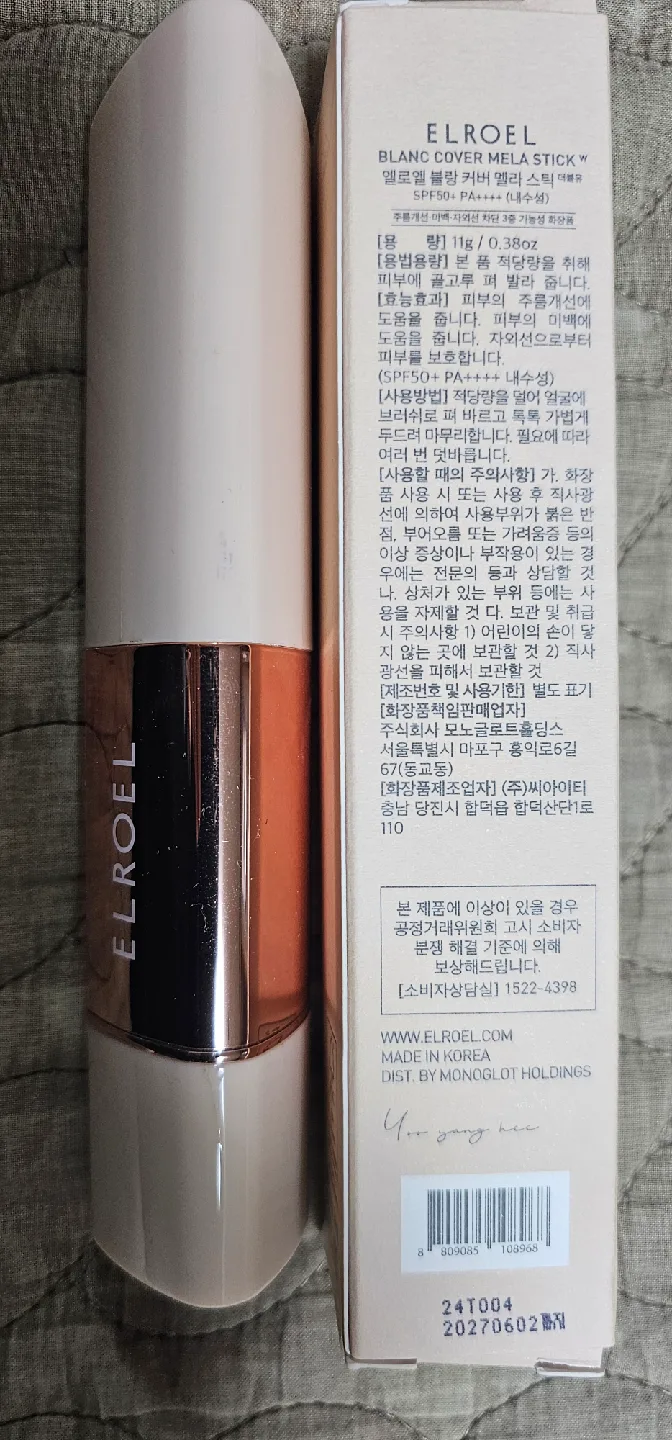 ELROEL
ELROEL
BLANC COVER MELA STICK W
엘로엘 블랑 커버 멜라 스틱 더블유
SPF50+ PA++++ (내수성)
주름개선·미백·자외선 차단 3중 기능성 화장품
[용 량] 11g / 0.38oz
[용법용량] 본 품 적당량을 취해
피부에 골고루 펴 발라 줍니다.
[효능효과] 피부의 주름개선에
도움을 줍니다. 피부의 미백에
도움을 줍니다. 자외선으로부터
피부를 보호합니다.
(SPF50+ PA++++ 내수성)
[사용방법] 적당량을 덜어 얼굴에
브러쉬로 펴 바르고 톡톡 가볍게
두드려 마무리합니다. 필요에 따라
여러 번 덧바릅니다.
[사용할 때의 주의사항] 가. 화장
품 사용 시 또는 사용 후 직사광
선에 의하여 사용부위가 붉은 반
점, 부어오름 또는 가려움증 등의
이상 증상이나 부작용이 있는 경
우에는 전문의 등과 상담할 것
나. 상처가 있는 부위 등에는 사
용을 자제할 것 다. 보관 및 취급
시 주의사항 1) 어린이의 손이 닿
지 않는 곳에 보관할 것 2) 직사
광선을 피해서 보관할 것
[제조번호 및 사용기한] 별도 표기
[화장품책임판매업자]
주식회사 모노글로트홀딩스
서울특별시 마포구 홍익로6길
67(동교동)
[화장품제조업자] (주)씨아이티
충남 당진시 합덕읍 합덕산단1로
110
본 제품에 이상이 있을 경우
공정거래위원회 고시 소비자
분쟁 해결 기준에 의해
보상해드립니다.
[소비자상담실] 1522-4398
WWW.ELROEL.COM
MADE IN KOREA
DIST. BY MONOGLOT HOLDINGS
Yoo yang hee
8 809085 108968
24T004
20270602까지